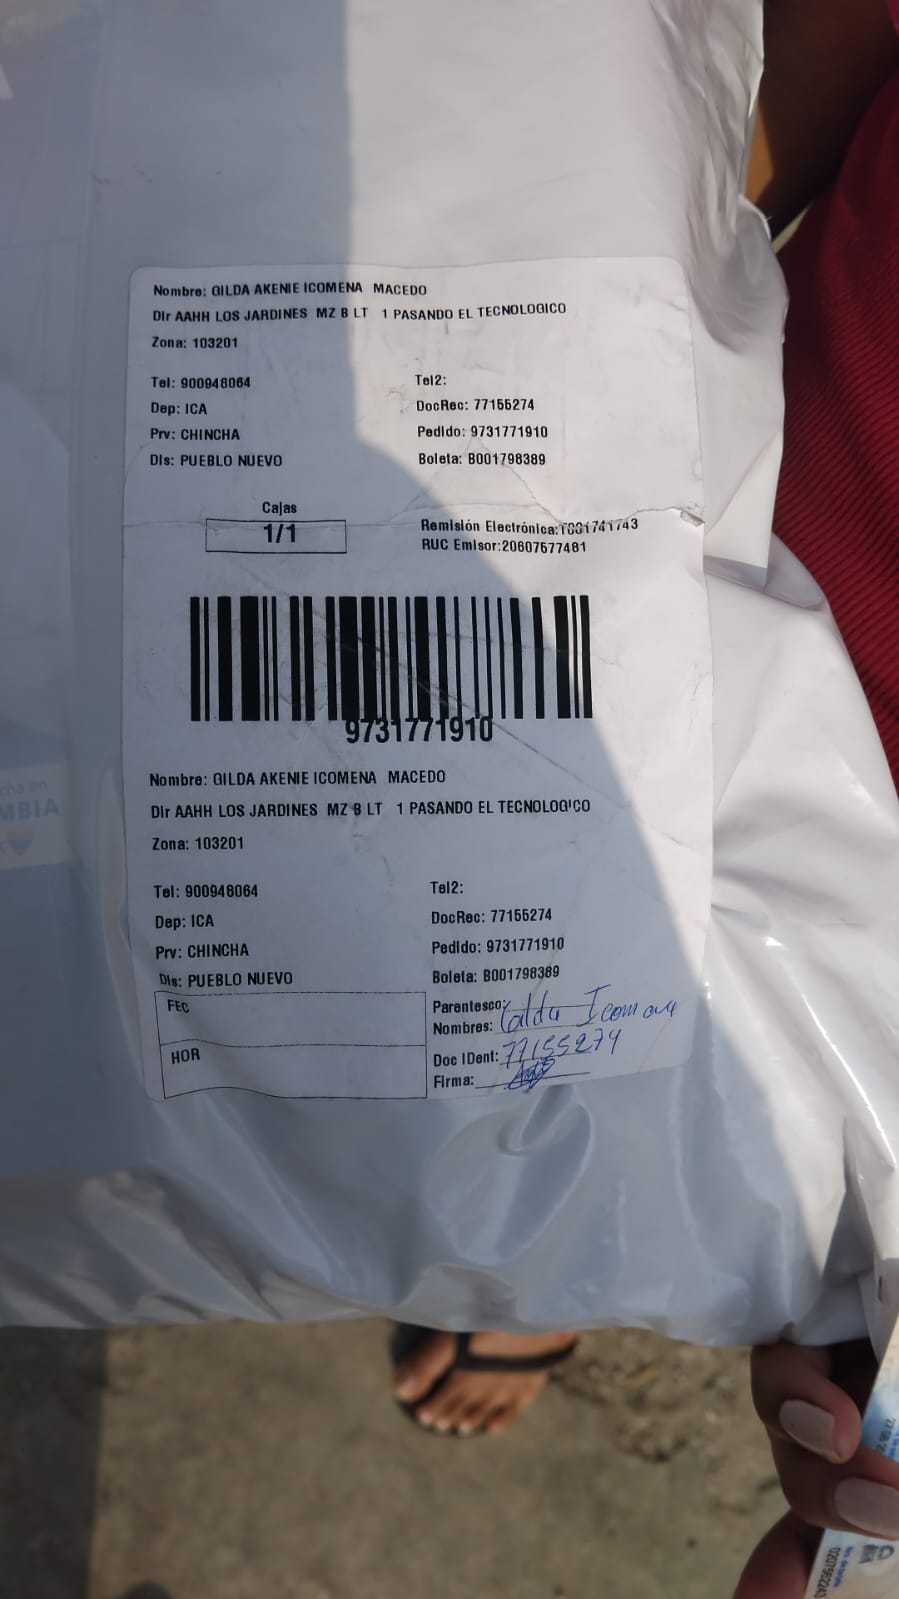 Nombre: GILDA AKENIE ICOMENA MACEDO
Dir AAHH LOS JARDINES MZ B LT 1 PASANDO EL TECNOLOGICO
Zona: 103201
Tel: 900948064 Tel2:
Dep: ICA DocRec: 77155274
Prv: CHINCHA Pedido: 9731771910
Dis: PUEBLO NUEVO Boleta: B001798389
Cajas
1/1
Remisión Electrónica:T001741743
RUC Emisor:20607577481
9731771910
Nombre: GILDA AKENIE ICOMENA MACEDO
Dir AAHH LOS JARDINES MZ B LT 1 PASANDO EL TECNOLOGICO
Zona: 103201
Tel: 900948064 Tel2:
Dep: ICA DocRec: 77155274
Prv: CHINCHA Pedido: 9731771910
Dis: PUEBLO NUEVO Boleta: B001798389
FEC
Parentesco:
Nombres: Gilda Icomena
HOR
Doc IDent: 77155274
Firma:
MBIA